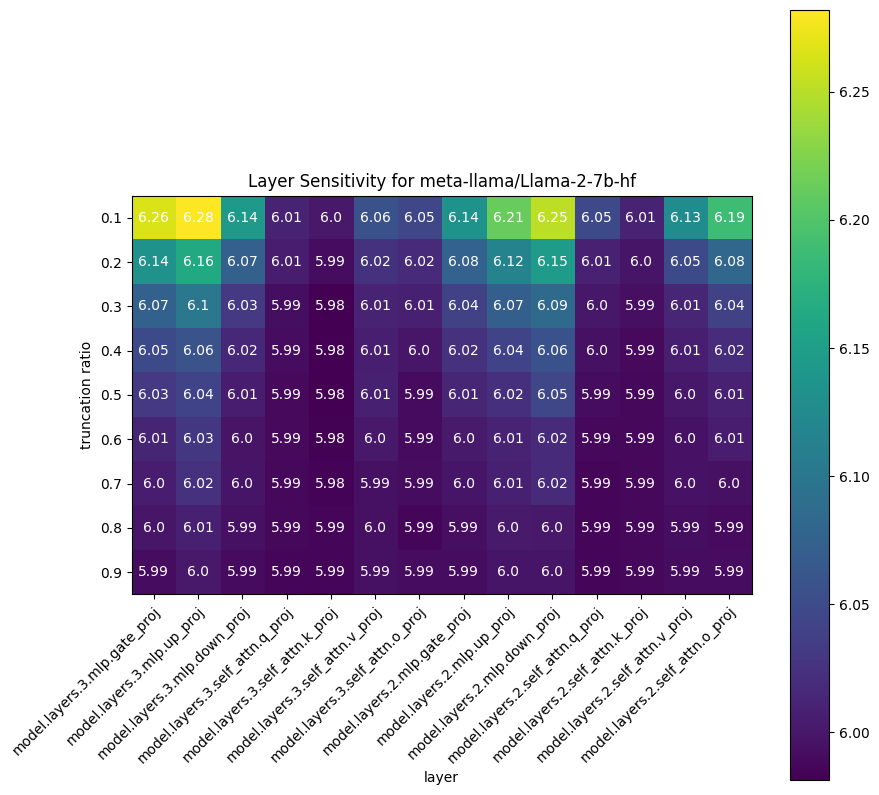 Layer Sensitivity for meta-llama/Llama-2-7b-hf
truncation ratio
0.1 6.26 6.28 6.14 6.01 6.0 6.06 6.05 6.14 6.21 6.25 6.05 6.01 6.13 6.19
0.2 6.14 6.16 6.07 6.01 5.99 6.02 6.02 6.08 6.12 6.15 6.01 6.0 6.05 6.08
0.3 6.07 6.1 6.03 5.99 5.98 6.01 6.01 6.04 6.07 6.09 6.0 5.99 6.01 6.04
0.4 6.05 6.06 6.02 5.99 5.98 6.01 6.0 6.02 6.04 6.06 6.0 5.99 6.01 6.02
0.5 6.03 6.04 6.01 5.99 5.98 6.01 5.99 6.01 6.02 6.05 5.99 5.99 6.0 6.01
0.6 6.01 6.03 6.0 5.99 5.98 6.0 5.99 6.0 6.01 6.02 5.99 5.99 6.0 6.01
0.7 6.0 6.02 6.0 5.99 5.98 5.99 5.99 6.0 6.01 6.02 5.99 5.99 6.0 6.0
0.8 6.0 6.01 5.99 5.99 5.99 6.0 5.99 5.99 6.0 6.0 5.99 5.99 5.99 5.99
0.9 5.99 6.0 5.99 5.99 5.99 5.99 5.99 5.99 6.0 6.0 5.99 5.99 5.99 5.99
model.layers.3.mlp.gate_proj
model.layers.3.mlp.up_proj
model.layers.3.mlp.down_proj
model.layers.3.self_attn.q_proj
model.layers.3.self_attn.k_proj
model.layers.3.self_attn.v_proj
model.layers.3.self_attn.o_proj
model.layers.2.mlp.gate_proj
model.layers.2.mlp.up_proj
model.layers.2.mlp.down_proj
model.layers.2.self_attn.q_proj
model.layers.2.self_attn.k_proj
model.layers.2.self_attn.v_proj
model.layers.2.self_attn.o_proj
layer
6.25
6.20
6.15
6.10
6.05
6.00